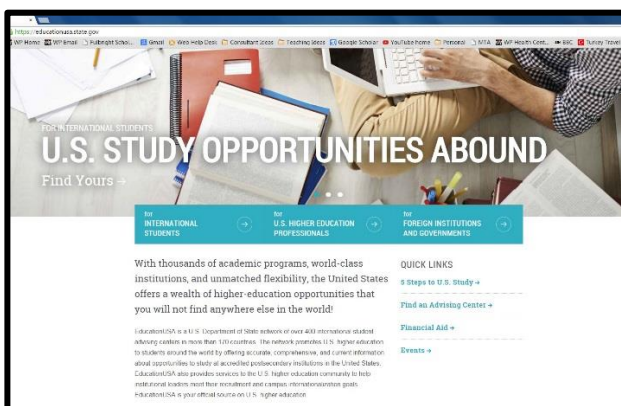 https://educationusa.state.gov
WP Home WP Email Fulbright Schol... Gmail Web Help Desk Consultant Ideas Teaching Ideas Google Scholar YouTube home Personal MTA WP Health Cent... BBC Turkey Travel
FOR INTERNATIONAL STUDENTS
U.S. STUDY OPPORTUNITIES ABOUND
Find Yours →
for
INTERNATIONAL
STUDENTS
for
U.S. HIGHER EDUCATION
PROFESSIONALS
for
FOREIGN INSTITUTIONS
AND GOVERNMENTS
With thousands of academic programs, world-class
institutions, and unmatched flexibility, the United States
offers a wealth of higher-education opportunities that
you will not find anywhere else in the world!
EducationUSA is a U.S. Department of State network of over 400 international student
advising centers in more than 170 countries. The network promotes U.S. higher education
to students around the world by offering accurate, comprehensive, and current information
about opportunities to study at accredited postsecondary institutions in the United States.
EducationUSA also provides services to the U.S. higher education community to help
institutional leaders meet their recruitment and campus internationalization goals.
EducationUSA is your official source on U.S. higher education.
QUICK LINKS
5 Steps to U.S. Study →
Find an Advising Center →
Financial Aid →
Events →